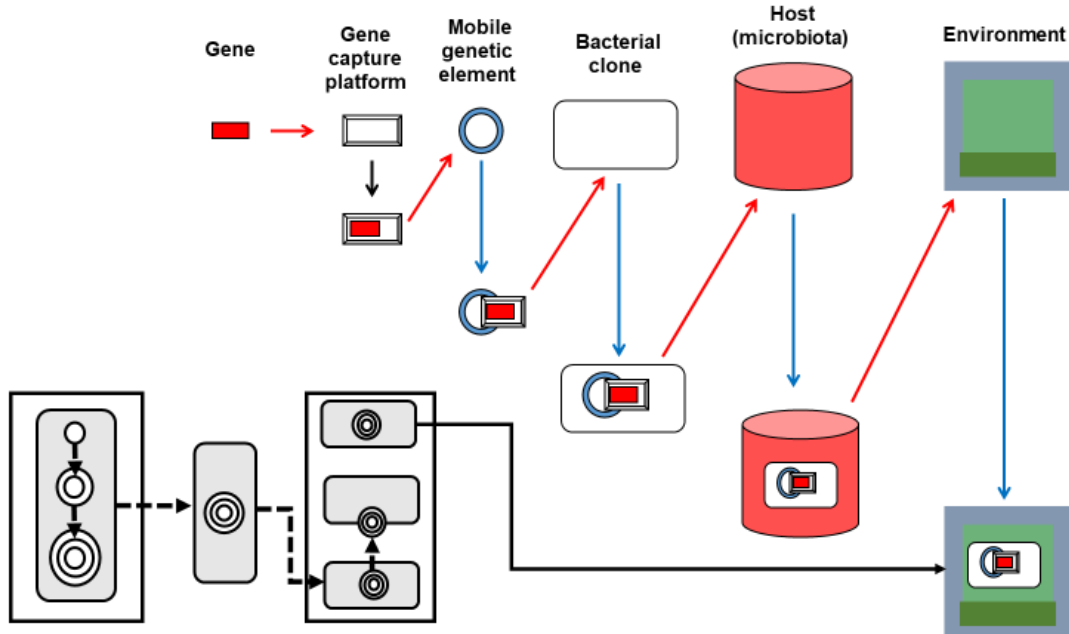 Gene
Gene
capture
platform
Mobile
genetic
element
Bacterial
clone
Host
(microbiota)
Environment